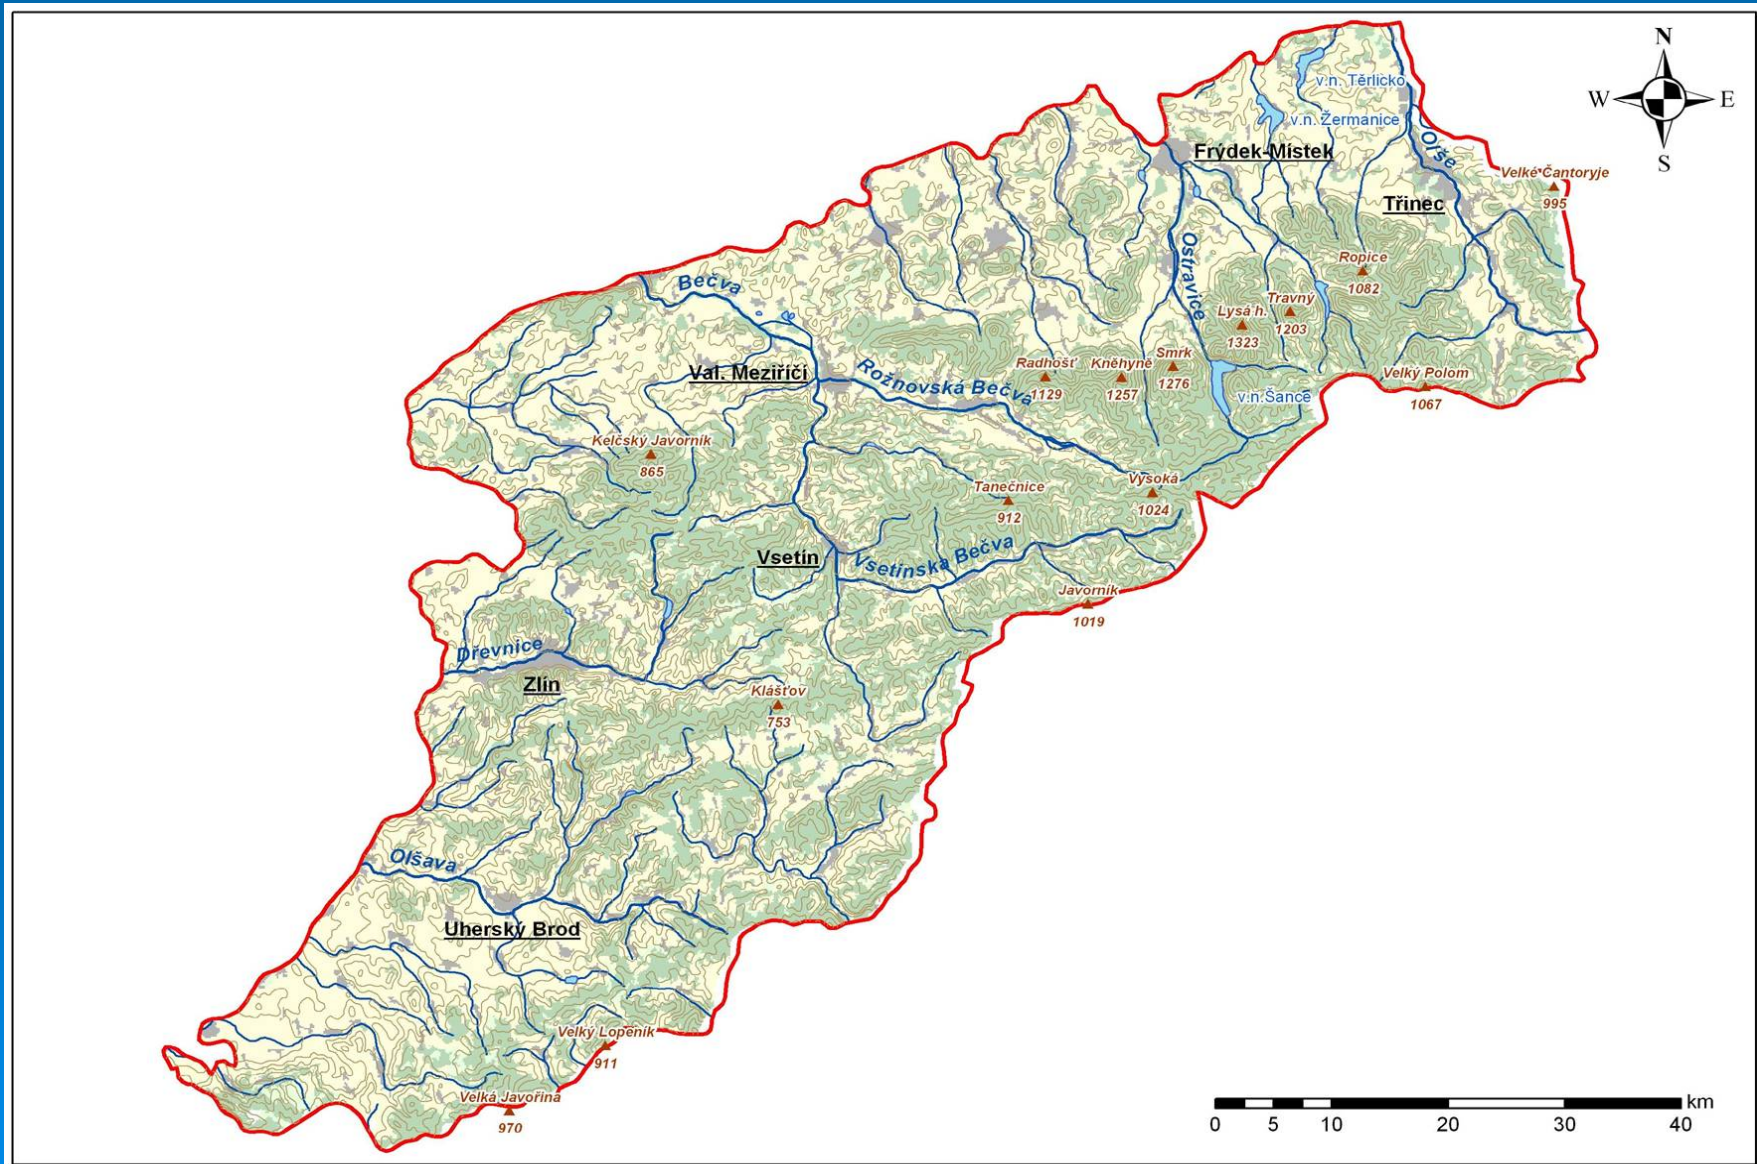 N
W E
S
v.n. Těrlicko
v.n. Žermanice
Olše
Frýdek-Místek
Velké Čantoryje
995
Třinec
Ostravice
Ropice
1082
Bečva
Travný
1203
Lysá h.
1323
Smrk
1276
Radhošť
1129
Kněhyně
1257
Velký Polom
1067
Val. Meziříčí
Rožnovská Bečva
v.n.Šance
Kelčský Javorník
865
Tanečnice
912
Vysoká
1024
Vsetín
Vsetínska Bečva
Javorník
1019
Dřevnice
Zlín
Klášťov
753
Olšava
Uherský Brod
Velký Lopeník
911
Velká Javořina
970
km
0 5 10 20 30 40